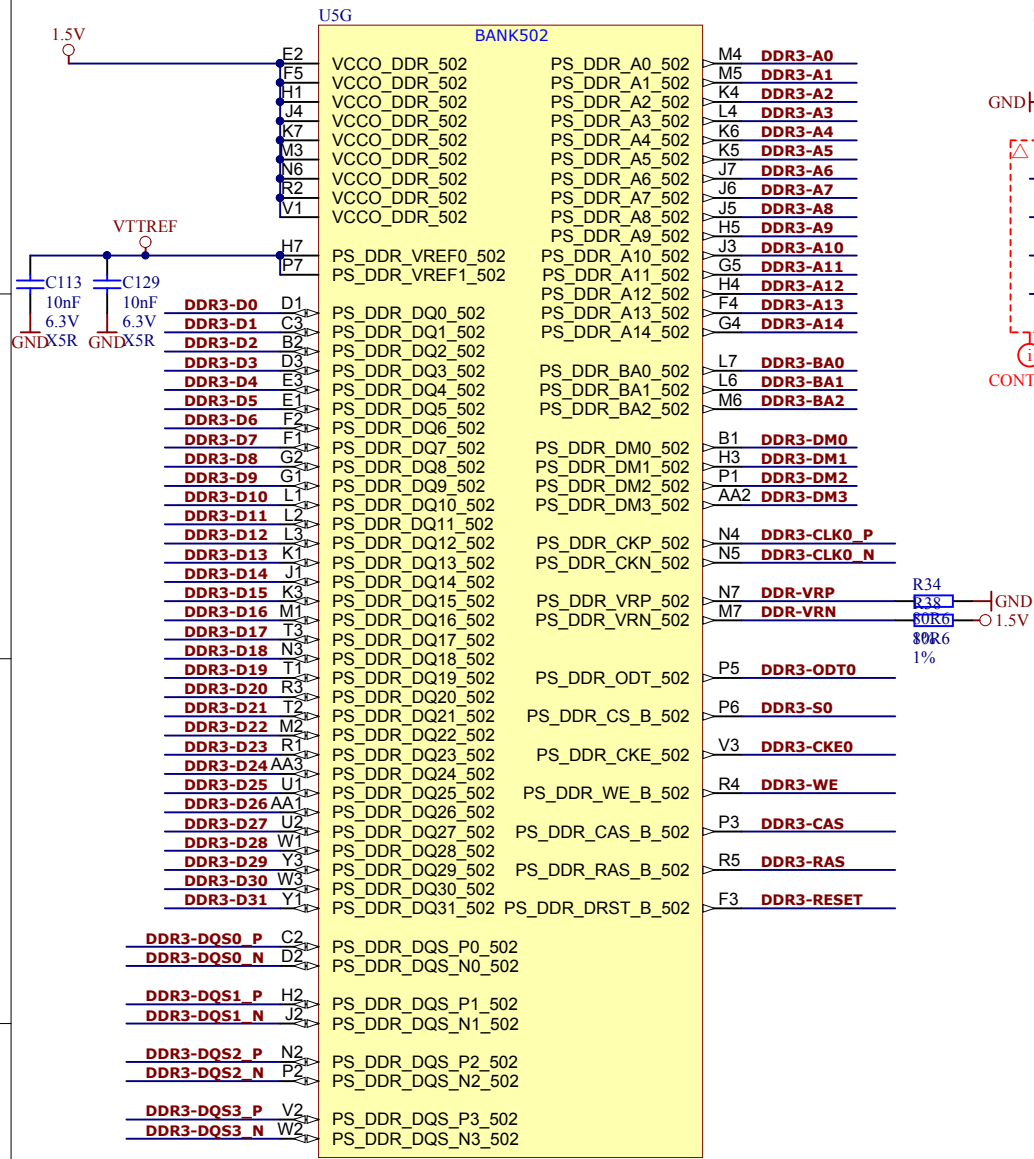 U5G
BANK502
1.5V
E2 VCCO_DDR_502
F5 VCCO_DDR_502
H1 VCCO_DDR_502
J4 VCCO_DDR_502
K7 VCCO_DDR_502
M3 VCCO_DDR_502
N6 VCCO_DDR_502
R2 VCCO_DDR_502
V1 VCCO_DDR_502
VTTREF
H7 PS_DDR_VREF0_502
P7 PS_DDR_VREF1_502
C113
10nF
6.3V
X5R
GND
C129
10nF
6.3V
X5R
GND
DDR3-D0 D1 PS_DDR_DQ0_502
DDR3-D1 C3 PS_DDR_DQ1_502
DDR3-D2 B2 PS_DDR_DQ2_502
DDR3-D3 D3 PS_DDR_DQ3_502
DDR3-D4 E3 PS_DDR_DQ4_502
DDR3-D5 E1 PS_DDR_DQ5_502
DDR3-D6 F2 PS_DDR_DQ6_502
DDR3-D7 F1 PS_DDR_DQ7_502
DDR3-D8 G2 PS_DDR_DQ8_502
DDR3-D9 G1 PS_DDR_DQ9_502
DDR3-D10 L1 PS_DDR_DQ10_502
DDR3-D11 L2 PS_DDR_DQ11_502
DDR3-D12 L3 PS_DDR_DQ12_502
DDR3-D13 K1 PS_DDR_DQ13_502
DDR3-D14 J1 PS_DDR_DQ14_502
DDR3-D15 K3 PS_DDR_DQ15_502
DDR3-D16 M1 PS_DDR_DQ16_502
DDR3-D17 T3 PS_DDR_DQ17_502
DDR3-D18 N3 PS_DDR_DQ18_502
DDR3-D19 T1 PS_DDR_DQ19_502
DDR3-D20 R3 PS_DDR_DQ20_502
DDR3-D21 T2 PS_DDR_DQ21_502
DDR3-D22 M2 PS_DDR_DQ22_502
DDR3-D23 R1 PS_DDR_DQ23_502
DDR3-D24 AA3 PS_DDR_DQ24_502
DDR3-D25 U1 PS_DDR_DQ25_502
DDR3-D26 AA1 PS_DDR_DQ26_502
DDR3-D27 U2 PS_DDR_DQ27_502
DDR3-D28 W1 PS_DDR_DQ28_502
DDR3-D29 Y3 PS_DDR_DQ29_502
DDR3-D30 W3 PS_DDR_DQ30_502
DDR3-D31 Y1 PS_DDR_DQ31_502
DDR3-DQS0_P C2 PS_DDR_DQS_P0_502
DDR3-DQS0_N D2 PS_DDR_DQS_N0_502
DDR3-DQS1_P H2 PS_DDR_DQS_P1_502
DDR3-DQS1_N J2 PS_DDR_DQS_N1_502
DDR3-DQS2_P N2 PS_DDR_DQS_P2_502
DDR3-DQS2_N P2 PS_DDR_DQS_N2_502
DDR3-DQS3_P V2 PS_DDR_DQS_P3_502
DDR3-DQS3_N W2 PS_DDR_DQS_N3_502
PS_DDR_A0_502 M4 DDR3-A0
PS_DDR_A1_502 M5 DDR3-A1
PS_DDR_A2_502 K4 DDR3-A2
PS_DDR_A3_502 L4 DDR3-A3
PS_DDR_A4_502 K6 DDR3-A4
PS_DDR_A5_502 K5 DDR3-A5
PS_DDR_A6_502 J7 DDR3-A6
PS_DDR_A7_502 J6 DDR3-A7
PS_DDR_A8_502 J5 DDR3-A8
PS_DDR_A9_502 H5 DDR3-A9
PS_DDR_A10_502 J3 DDR3-A10
PS_DDR_A11_502 G5 DDR3-A11
PS_DDR_A12_502 H4 DDR3-A12
PS_DDR_A13_502 F4 DDR3-A13
PS_DDR_A14_502 G4 DDR3-A14
PS_DDR_BA0_502 L7 DDR3-BA0
PS_DDR_BA1_502 L6 DDR3-BA1
PS_DDR_BA2_502 M6 DDR3-BA2
PS_DDR_DM0_502 B1 DDR3-DM0
PS_DDR_DM1_502 H3 DDR3-DM1
PS_DDR_DM2_502 P1 DDR3-DM2
PS_DDR_DM3_502 AA2 DDR3-DM3
PS_DDR_CKP_502 N4 DDR3-CLK0_P
PS_DDR_CKN_502 N5 DDR3-CLK0_N
PS_DDR_VRP_502 N7 DDR-VRP
PS_DDR_VRN_502 M7 DDR-VRN
R34
GND
R38
1.5V
80R6
1%
80R6
1%
PS_DDR_ODT_502 P5 DDR3-ODT0
PS_DDR_CS_B_502 P6 DDR3-S0
PS_DDR_CKE_502 V3 DDR3-CKE0
PS_DDR_WE_B_502 R4 DDR3-WE
PS_DDR_CAS_B_502 P3 DDR3-CAS
PS_DDR_RAS_B_502 R5 DDR3-RAS
PS_DDR_DRST_B_502 F3 DDR3-RESET
GND
i
CONT